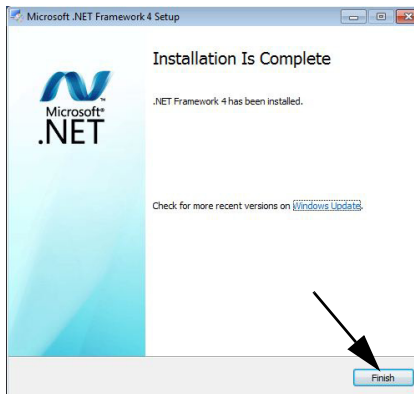 Microsoft .NET Framework 4 Setup
Installation Is Complete
Microsoft®
.NET
.NET Framework 4 has been installed.
Check for more recent versions on Windows Update.
Finish